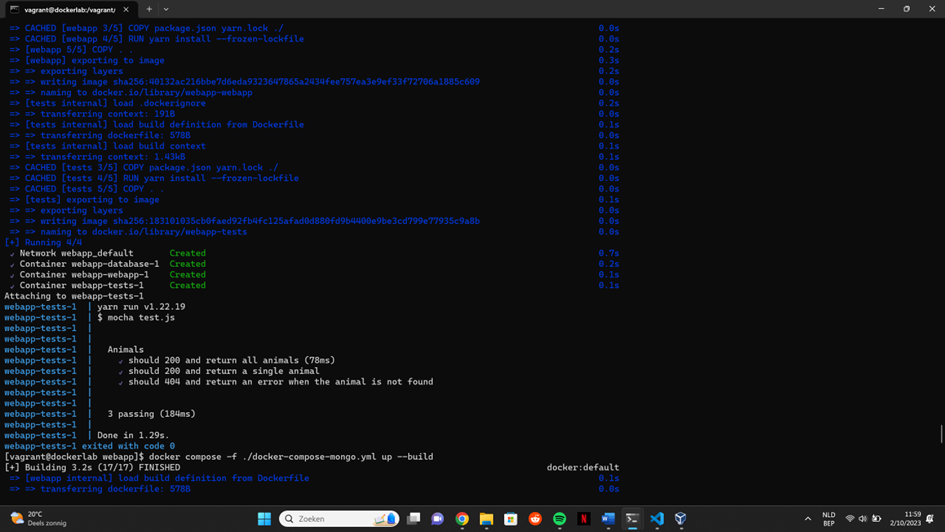 vagrant@dockerlab:/vagrant/
=> CACHED [webapp 3/5] COPY package.json yarn.lock ./ 0.0s
=> CACHED [webapp 4/5] RUN yarn install --frozen-lockfile 0.0s
=> [webapp 5/5] COPY . . 0.2s
=> [webapp] exporting to image 0.3s
=> => exporting layers 0.2s
=> => writing image sha256:40132ac216bbe7d6eda9323647865a2434fee757ea3e9ef33f72706a1885c609 0.0s
=> => naming to docker.io/library/webapp-webapp 0.0s
=> [tests internal] load .dockerignore 0.2s
=> => transferring context: 191B 0.0s
=> [tests internal] load build definition from Dockerfile 0.1s
=> => transferring dockerfile: 578B 0.0s
=> [tests internal] load build context 0.1s
=> => transferring context: 1.43kB 0.0s
=> CACHED [tests 3/5] COPY package.json yarn.lock ./ 0.0s
=> CACHED [tests 4/5] RUN yarn install --frozen-lockfile 0.0s
=> CACHED [tests 5/5] COPY . . 0.0s
=> [tests] exporting to image 0.1s
=> => exporting layers 0.0s
=> => writing image sha256:183101035cb0faed92fb4fc125afad0d880fd9b4400e9be3cd799e77935c9a8b 0.0s
=> => naming to docker.io/library/webapp-tests 0.0s
[+] Running 4/4
✓ Network webapp_default Created 0.7s
✓ Container webapp-database-1 Created 0.2s
✓ Container webapp-webapp-1 Created 0.1s
✓ Container webapp-tests-1 Created 0.1s
Attaching to webapp-tests-1
webapp-tests-1 | yarn run v1.22.19
webapp-tests-1 | $ mocha test.js
webapp-tests-1 |
webapp-tests-1 |
webapp-tests-1 | Animals
webapp-tests-1 | ✓ should 200 and return all animals (78ms)
webapp-tests-1 | ✓ should 200 and return a single animal
webapp-tests-1 | ✓ should 404 and return an error when the animal is not found
webapp-tests-1 |
webapp-tests-1 |
webapp-tests-1 | 3 passing (184ms)
webapp-tests-1 |
webapp-tests-1 | Done in 1.29s.
webapp-tests-1 exited with code 0
[vagrant@dockerlab webapp]$ docker compose -f ./docker-compose-mongo.yml up --build
[+] Building 3.2s (17/17) FINISHED docker:default
=> [webapp internal] load build definition from Dockerfile 0.1s
=> => transferring dockerfile: 578B 0.0s
20°C
Deels zonnig
Zoeken
NLD
BEP
11:59
2/10/2023